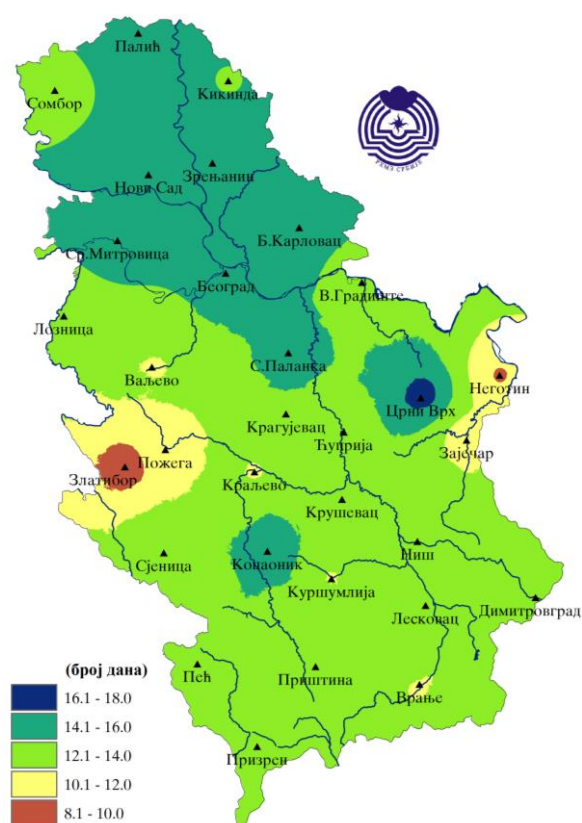 Палић
Сомбор
Кикинда
Нови Сад
Зрењанин
Ср.Митровица
Б.Карловац
Београд
В.Градиште
Лозница
С.Паланка
Ваљево
Црни Врх
Неготин
Крагујевац
Ћуприја
Зајечар
Пожега
Златибор
Краљево
Крушевац
Сјеница
Копаоник
Ниш
Куршумлија
Димитровград
Лесковац
Пећ
Приштина
Врање
Призрен
РХМЗ СРБИЈЕ
(број дана)
16.1 - 18.0
14.1 - 16.0
12.1 - 14.0
10.1 - 12.0
8.1 - 10.0